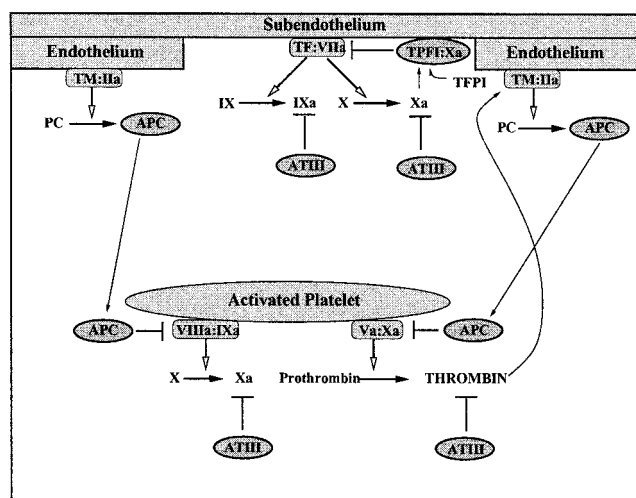 Subendothelium
Endothelium TF:VIIa TPFI:Xa Endothelium
TM:IIa TFPI TM:IIa
IX IXa X Xa
PC APC PC APC
ATIII ATIII
Activated Platelet
APC VIIIa:IXa Va:Xa APC
X Xa Prothrombin THROMBIN
ATIII ATIII